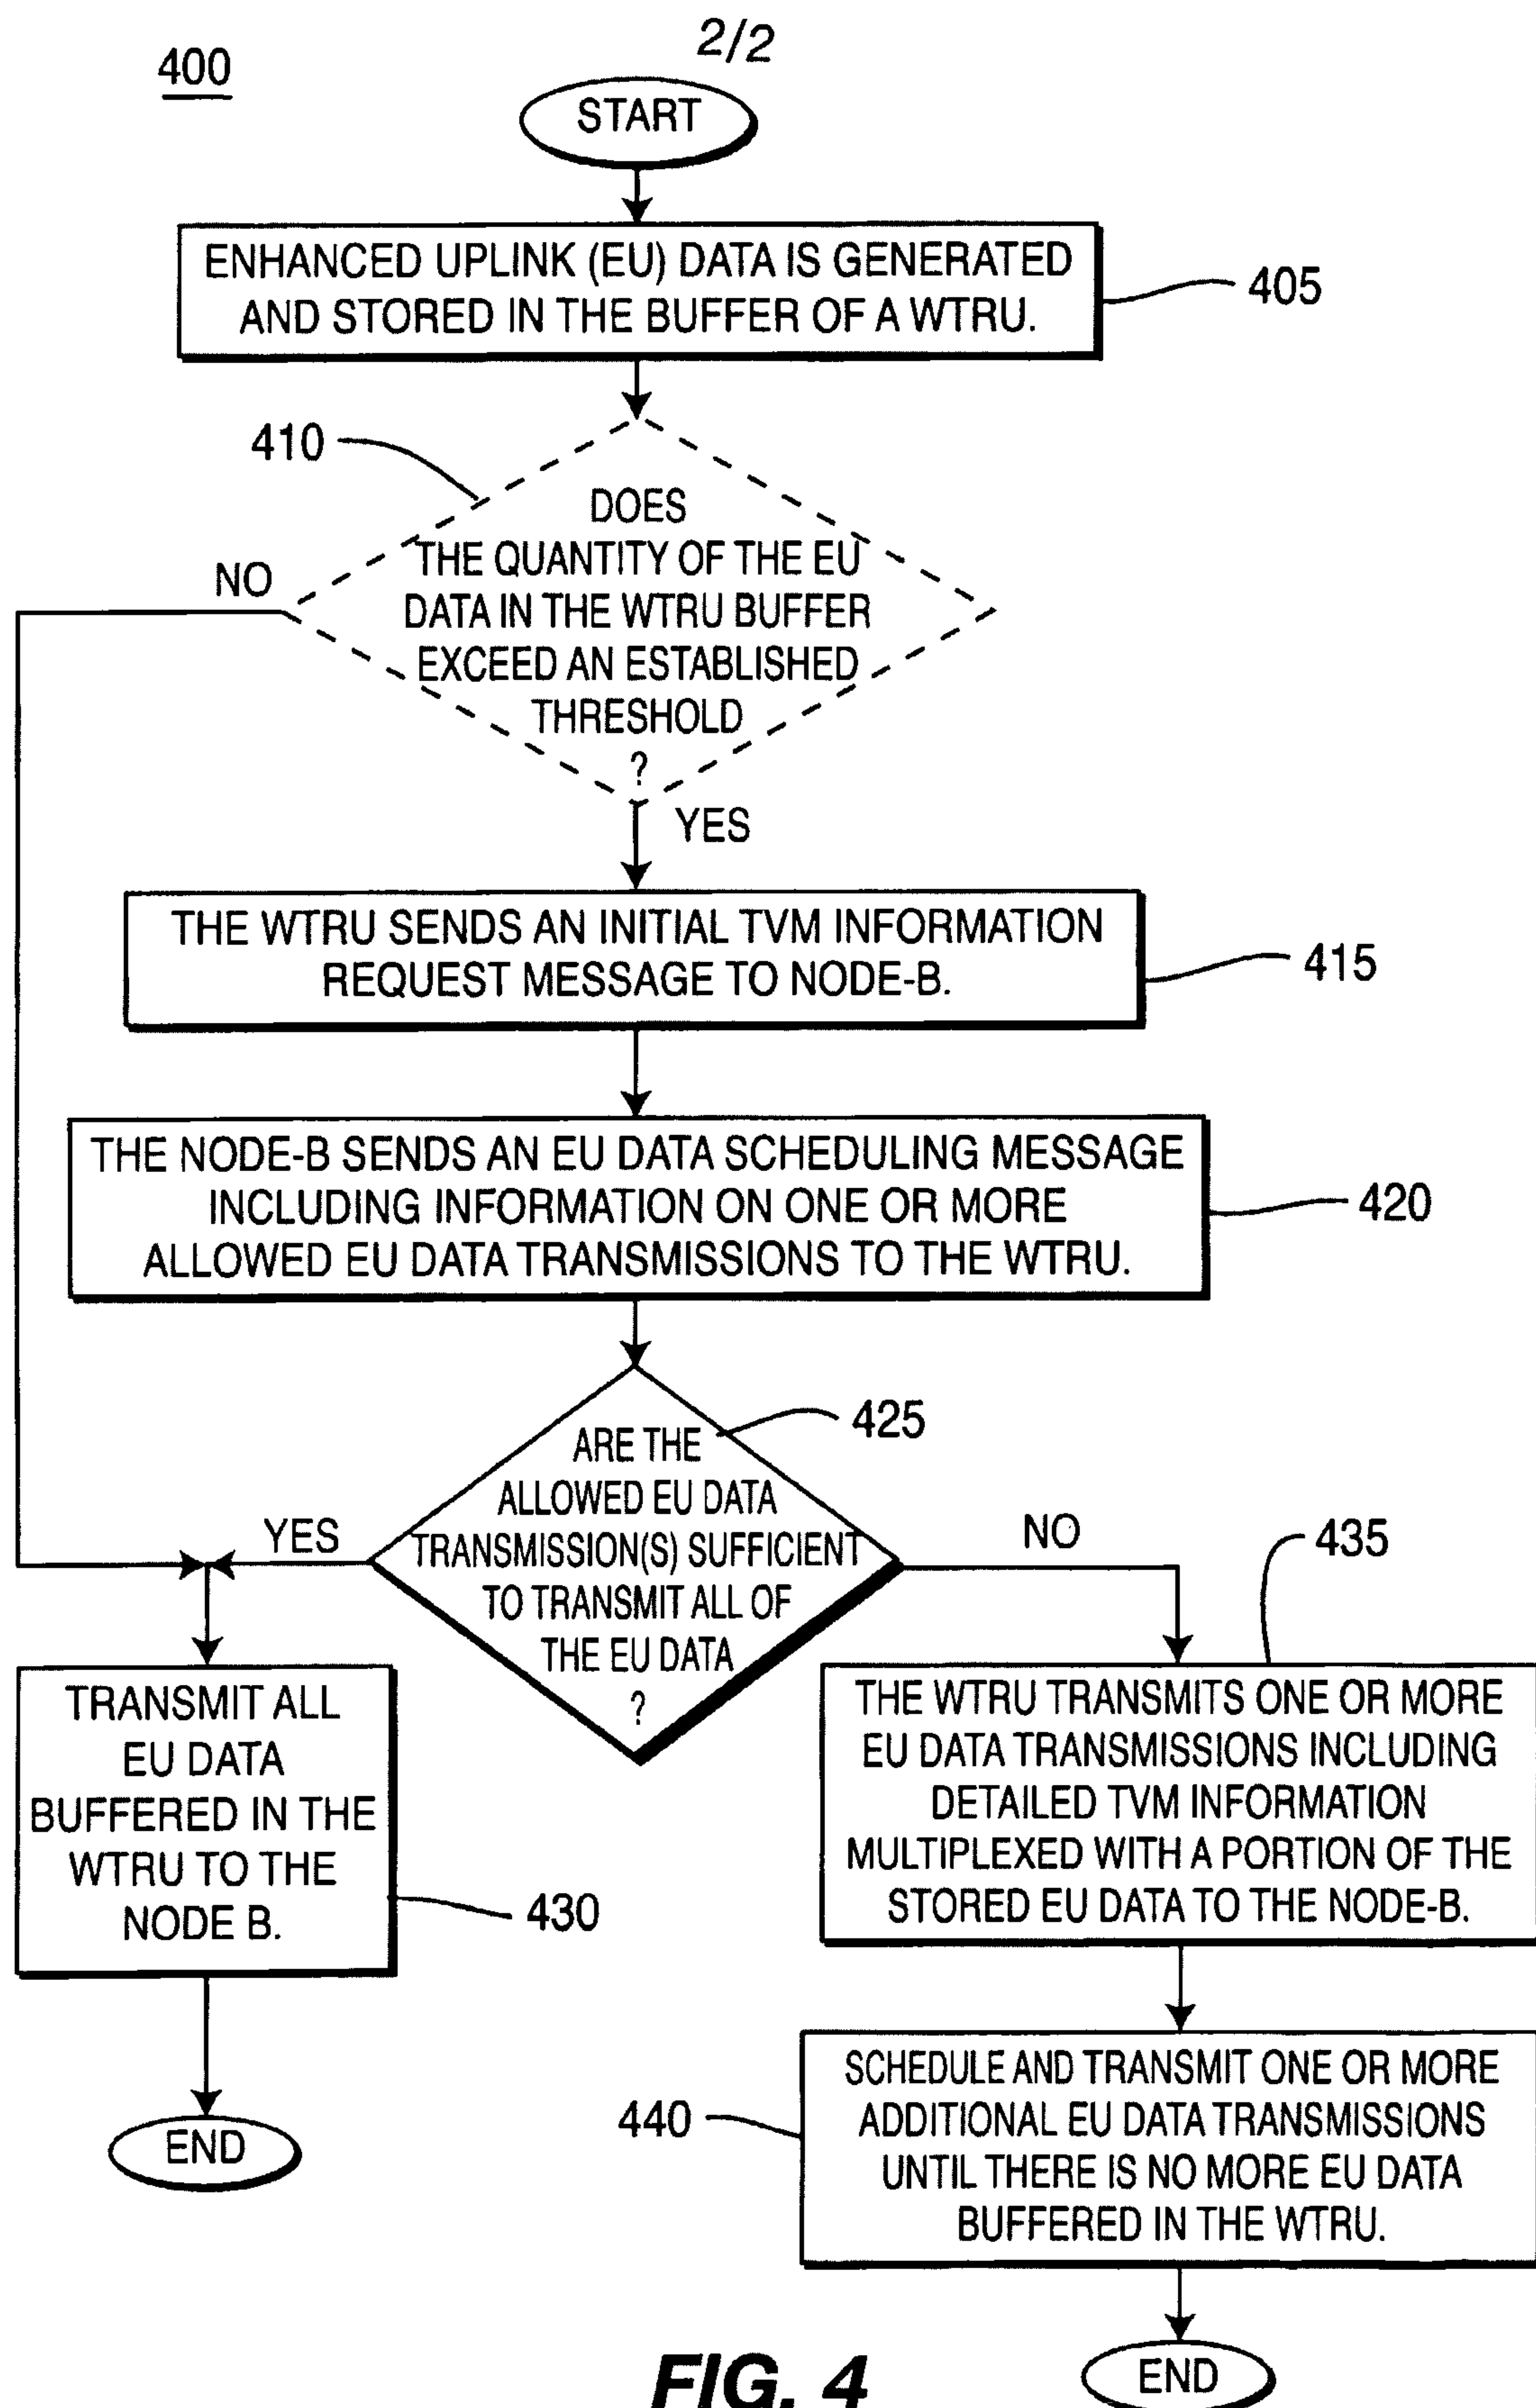 2/2
400
START
ENHANCED UPLINK (EU) DATA IS GENERATED
AND STORED IN THE BUFFER OF A WTRU.
405
410
DOES
THE QUANTITY OF THE EU
DATA IN THE WTRU BUFFER
EXCEED AN ESTABLISHED
THRESHOLD
?
NO
YES
THE WTRU SENDS AN INITIAL TVM INFORMATION
REQUEST MESSAGE TO NODE-B.
415
THE NODE-B SENDS AN EU DATA SCHEDULING MESSAGE
INCLUDING INFORMATION ON ONE OR MORE
ALLOWED EU DATA TRANSMISSIONS TO THE WTRU.
420
425
ARE THE
ALLOWED EU DATA
TRANSMISSION(S) SUFFICIENT
TO TRANSMIT ALL OF
THE EU DATA
?
YES
NO
435
TRANSMIT ALL
EU DATA
BUFFERED IN THE
WTRU TO THE
NODE B.
430
END
THE WTRU TRANSMITS ONE OR MORE
EU DATA TRANSMISSIONS INCLUDING
DETAILED TVM INFORMATION
MULTIPLEXED WITH A PORTION OF THE
STORED EU DATA TO THE NODE-B.
440
SCHEDULE AND TRANSMIT ONE OR MORE
ADDITIONAL EU DATA TRANSMISSIONS
UNTIL THERE IS NO MORE EU DATA
BUFFERED IN THE WTRU.
END
FIG. 4